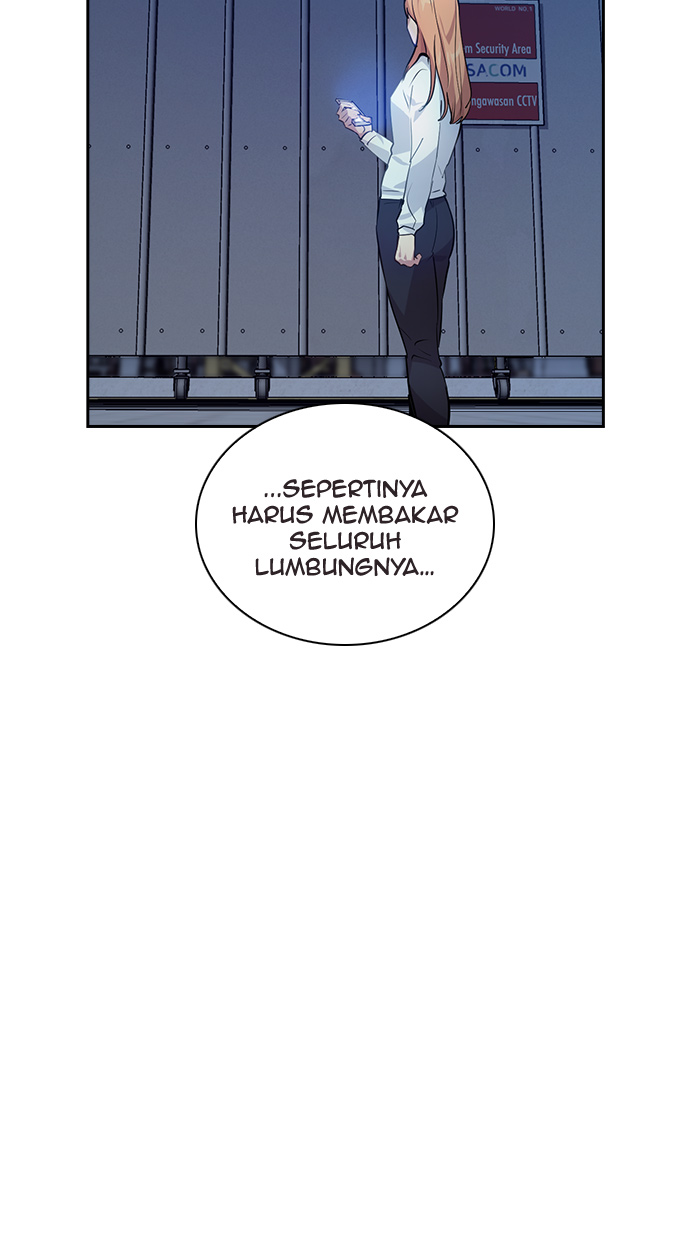 WORLD NO.1
m Security Area
SACOM
ngawasan CCTV
...SEPERTINYA
HARUS MEMBAKAR
SELURUH
LUMBUNGNYA...